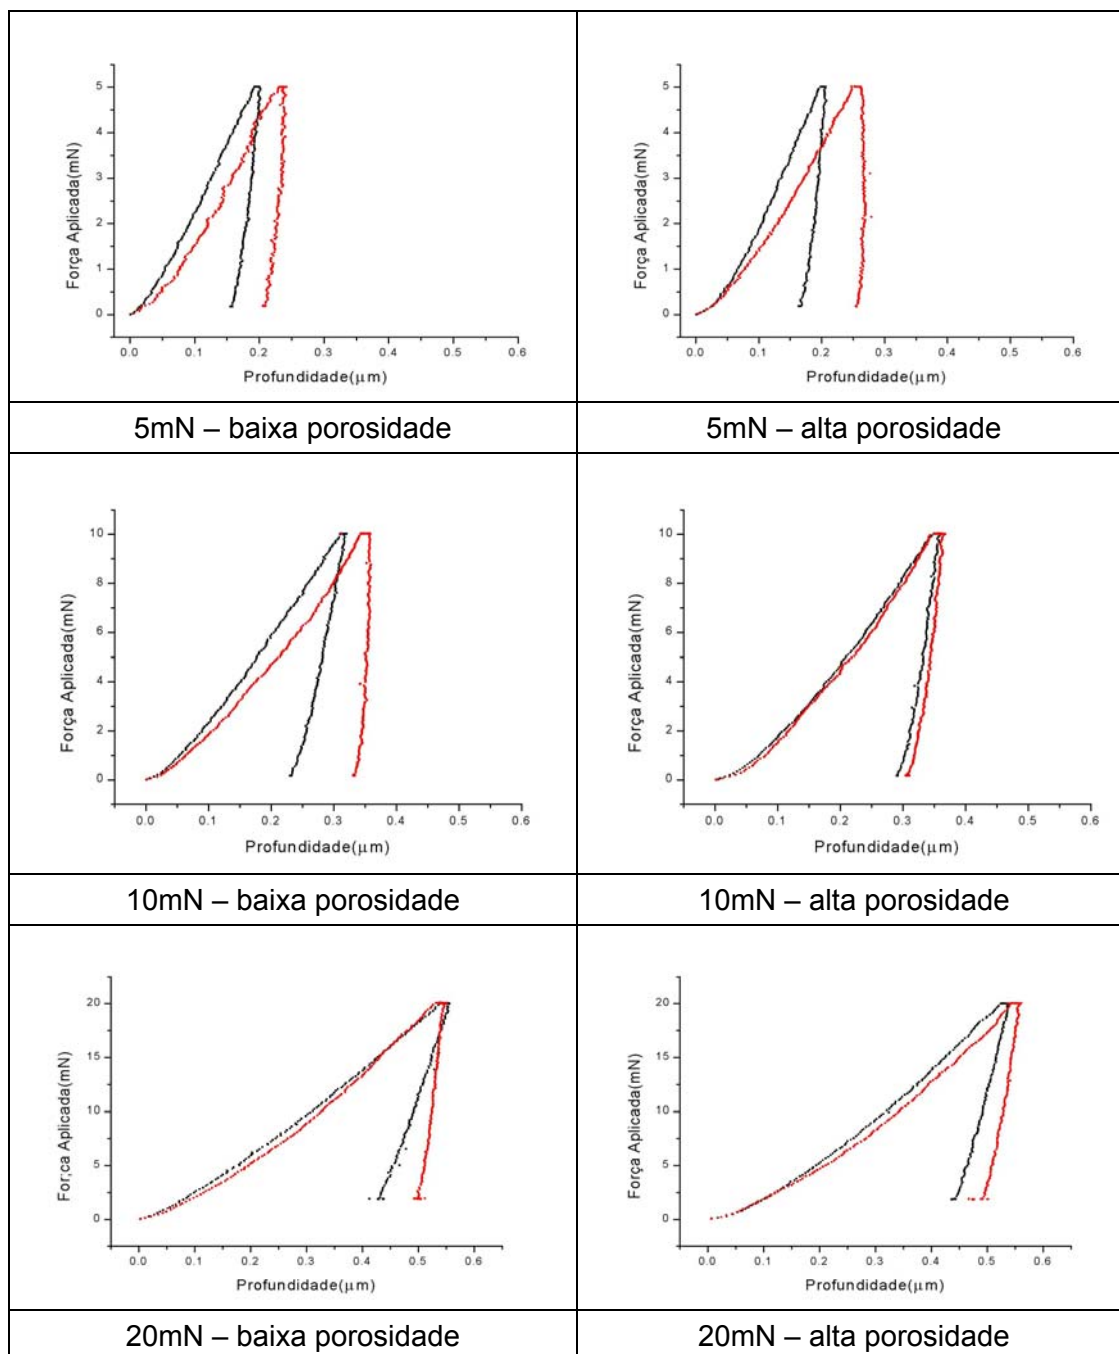 5
4
3
2
1
0
Força Aplicada(mN)
0.0 0.1 0.2 0.3 0.4 0.5 0.6
Profundidade(μm)
5mN – baixa porosidade
5
4
3
2
1
0
Força Aplicada(mN)
0.0 0.1 0.2 0.3 0.4 0.5 0.6
Profundidade(μm)
5mN – alta porosidade
10
8
6
4
2
0
Força Aplicada(mN)
0.0 0.1 0.2 0.3 0.4 0.5 0.6
Profundidade(μm)
10mN – baixa porosidade
10
8
6
4
2
0
Força Aplicada(mN)
0.0 0.1 0.2 0.3 0.4 0.5 0.6
Profundidade(μm)
10mN – alta porosidade
20
15
10
5
0
For;ca Aplicada(mN)
0.0 0.1 0.2 0.3 0.4 0.5 0.6
Profundidade(μm)
20mN – baixa porosidade
20
15
10
5
0
Força Aplicada(mN)
0.0 0.1 0.2 0.3 0.4 0.5 0.6
Profundidade(μm)
20mN – alta porosidade